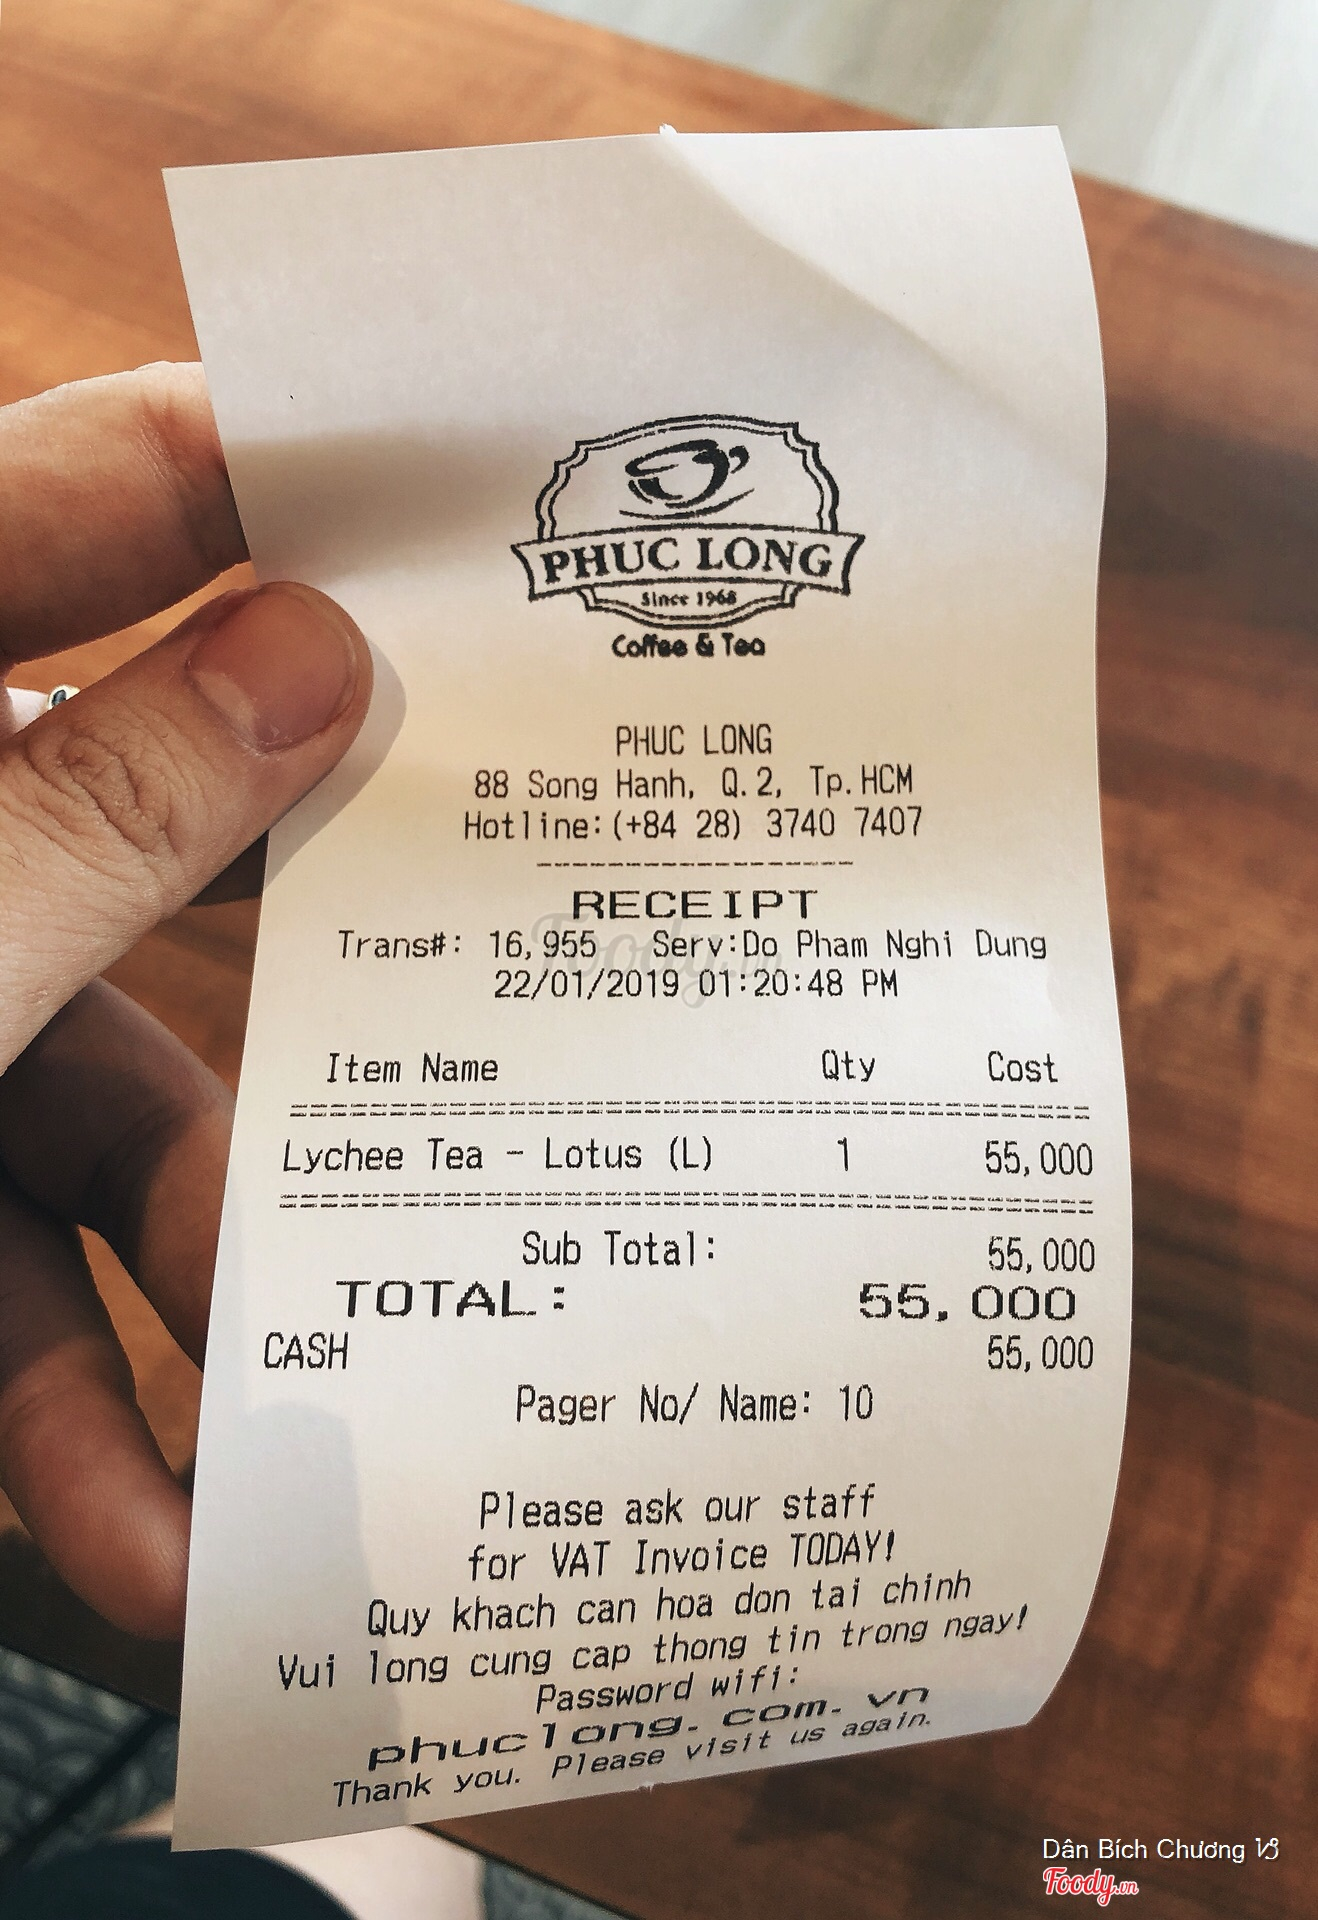 PHUC LONG
Since 1968
Coffee & Tea
PHUC LONG
88 Song Hanh, Q.2, Tp.HCM
Hotline:(+84 28) 3740 7407
RECEIPT
Trans#: 16,955 Serv:Do Pham Nghi Dung
22/01/2019 01:20:48 PM
Item Name Qty Cost
Lychee Tea - Lotus (L) 1 55,000
Sub Total: 55,000
TOTAL: 55,000
CASH 55,000
Pager No/ Name: 10
Please ask our staff
for VAT Invoice TODAY!
Quy khach can hoa don tai chinh
Vui long cung cap thong tin trong ngay!
Password wifi:
phuclong.com.vn
Thank you. Please visit us again.
Foody.vn
Dân Bích Chương
Foody.vn